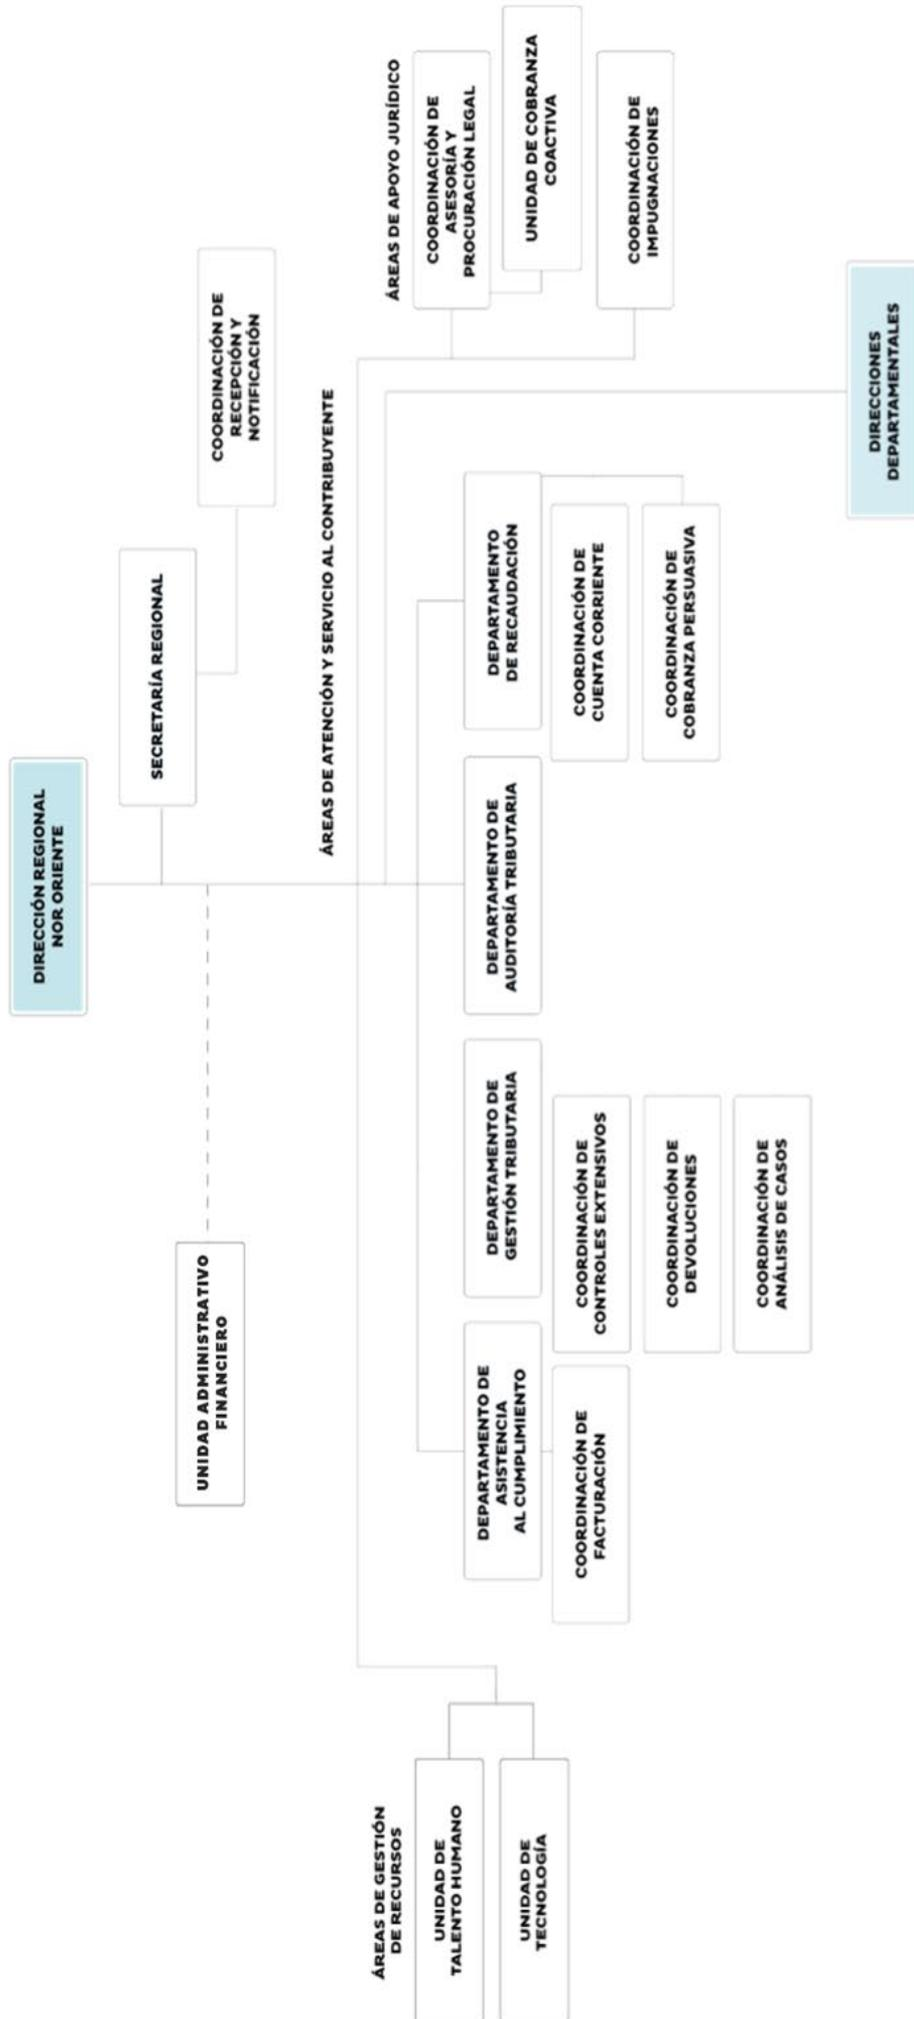 DIRECCIÓN REGIONAL
NOR ORIENTE
SECRETARÍA REGIONAL
COORDINACIÓN DE
RECEPCIÓN Y
NOTIFICACIÓN
UNIDAD ADMINISTRATIVO
FINANCIERO
ÁREAS DE ATENCIÓN Y SERVICIO AL CONTRIBUYENTE
ÁREAS DE GESTIÓN
DE RECURSOS
UNIDAD DE
TALENTO HUMANO
UNIDAD DE
TECNOLOGÍA
DEPARTAMENTO DE
ASISTENCIA
AL CUMPLIMIENTO
COORDINACIÓN DE
FACTURACIÓN
DEPARTAMENTO DE
GESTIÓN TRIBUTARIA
COORDINACIÓN DE
CONTROLES EXTENSIVOS
COORDINACIÓN DE
DEVOLUCIONES
COORDINACIÓN DE
ANÁLISIS DE CASOS
DEPARTAMENTO DE
AUDITORÍA TRIBUTARIA
DEPARTAMENTO
DE RECAUDACIÓN
COORDINACIÓN DE
CUENTA CORRIENTE
COORDINACIÓN DE
COBRANZA PERSUASIVA
ÁREAS DE APOYO JURÍDICO
COORDINACIÓN DE
ASESORÍA Y
PROCURACIÓN LEGAL
UNIDAD DE COBRANZA
COACTIVA
COORDINACIÓN DE
IMPUGNACIONES
DIRECCIONES
DEPARTAMENTALES